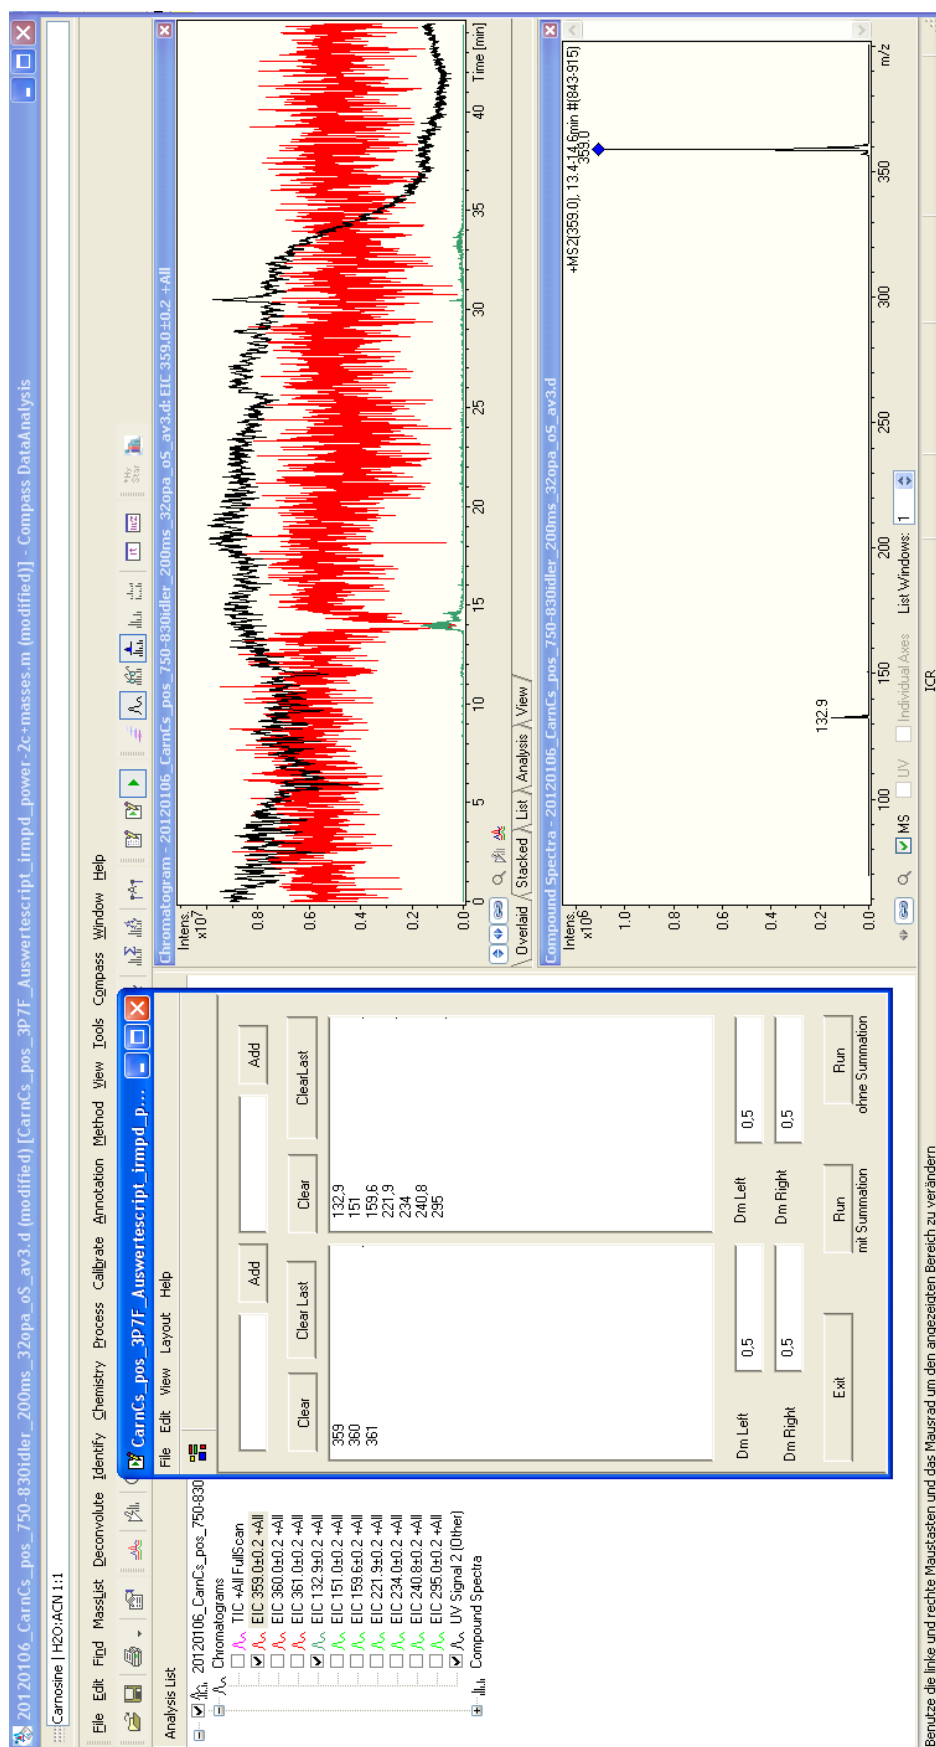 20120106_CarnCs_pos_750-830idler_200ms_32opa_oS_av3.d (modified) [CarnCs_pos_3P7F_Auswertescript_irmpd_power-2c+masses.m (modified)] - Compass DataAnalysis
Carnosine | H2O:ACN 1:1
File Edit Find MassList Deconvolute Identify Chemistry Process Calibrate Annotation Method View Tools Compass Window Help
Analysis List
20120106_CarnCs_pos_750-830
Chromatograms
TIC +All FullScan
EIC 359.0±0.2 +All
EIC 360.0±0.2 +All
EIC 361.0±0.2 +All
EIC 132.9±0.2 +All
EIC 151.0±0.2 +All
EIC 159.6±0.2 +All
EIC 221.9±0.2 +All
EIC 234.0±0.2 +All
EIC 240.8±0.2 +All
EIC 295.0±0.2 +All
UV Signal 2 (Other)
Compound Spectra
CarnCs_pos_3P7F_Auswertescript_irmpd_p...
File Edit View Layout Help
Add Add
Clear Clear Last Clear ClearLast
359
360
361
132,9
151
159,6
221,9
234
240,8
295
Dm Left 0,5 Dm Left 0,5
Dm Right 0,5 Dm Right 0,5
Exit Run Run
mit Summation ohne Summation
Chromatogram - 20120106_CarnCs_pos_750-830idler_200ms_32opa_oS_av3.d: EIC 359.0±0.2 +All
Intens.
x107
0.8
0.6
0.4
0.2
0.0
0 5 10 15 20 25 30 35 40 Time [min]
Overlaid Stacked List Analysis View
Compound Spectra - 20120106_CarnCs_pos_750-830idler_200ms_32opa_oS_av3.d
Intens.
x106
+MS2(359.0), 13.4-14.6min #(843-915)
359.0
1.0
0.8
0.6
0.4
0.2
0.0
132.9
100 150 200 250 300 350 m/z
MS UV Individual Axes List Windows: 1
Benutze die linke und rechte Maustasten und das Mausrad um den angezeigten Bereich zu verändern
ICR